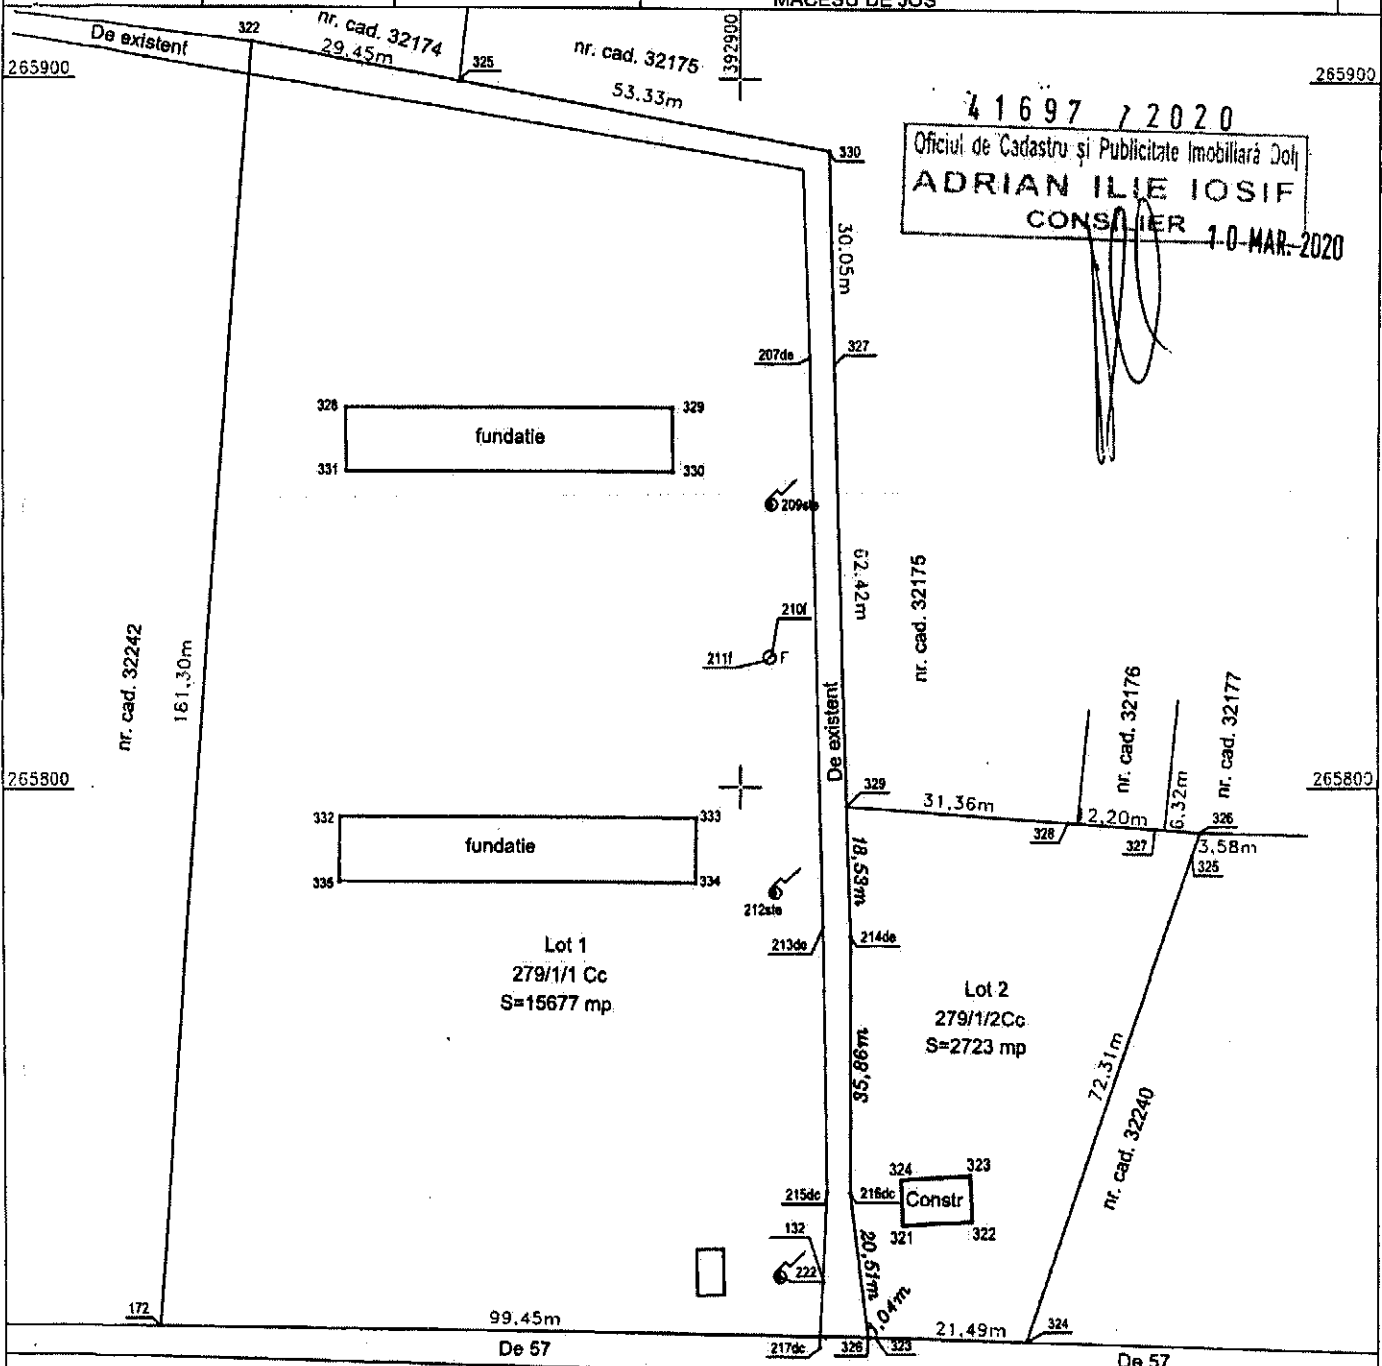 MACESU DE JOS
322
nr. cad. 32174
De existent
29.45m
325
nr. cad. 32175
392900
265900
265900
53.33m
41697 / 2020
Oficiul de Cadastru și Publicitate Imobiliară Dolj
ADRIAN ILIE IOSIF
CONSILIER
10 MAR. 2020
330
30.05m
207de
327
328
329
fundatie
331
330
209ste
62.42m
nr. cad. 32175
210f
211f
F
nr. cad. 32242
181.30m
De existent
nr. cad. 32176
nr. cad. 32177
265800
265800
329
31.36m
12,20m
6.32m
326
328
327
3,58m
325
332
333
fundatie
335
334
18,53m
212ste
213de
214de
Lot 1
279/1/1 Cc
S=15677 mp
Lot 2
279/1/2Cc
S=2723 mp
35,86m
72.31m
nr. cad. 32240
324
323
215dc
216dc
Constr
321
322
132
222
20,51m
,04m
172
99.45m
21.49m
324
De 57
217dc
326
323
De 57